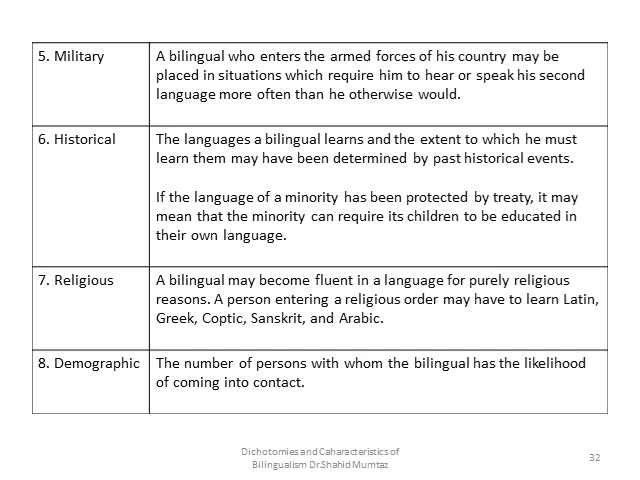 5. Military
A bilingual who enters the armed forces of his country may be
placed in situations which require him to hear or speak his second
language more often than he otherwise would.
6. Historical
The languages a bilingual learns and the extent to which he must
learn them may have been determined by past historical events.
If the language of a minority has been protected by treaty, it may
mean that the minority can require its children to be educated in
their own language.
7. Religious
A bilingual may become fluent in a language for purely religious
reasons. A person entering a religious order may have to learn Latin,
Greek, Coptic, Sanskrit, and Arabic.
8. Demographic
The number of persons with whom the bilingual has the likelihood
of coming into contact.
Dichotomies and Caharacteristics of
Bilingualism Dr.Shahid Mumtaz
32